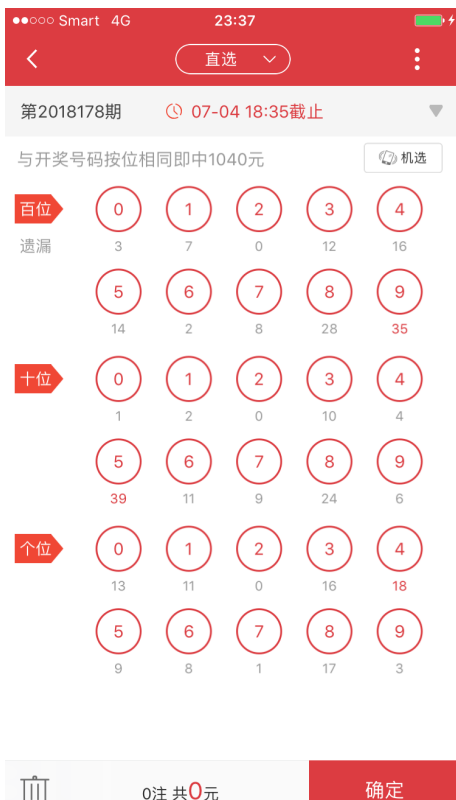 Smart 4G 23:37
直选
第2018178期 07-04 18:35截止
与开奖号码按位相同即中1040元 机选
百位 0 1 2 3 4
遗漏 3 7 0 12 16
5 6 7 8 9
14 2 8 28 35
十位 0 1 2 3 4
1 2 0 10 4
5 6 7 8 9
39 11 9 24 6
个位 0 1 2 3 4
13 11 0 16 18
5 6 7 8 9
9 8 1 17 3
0注 共0元 确定